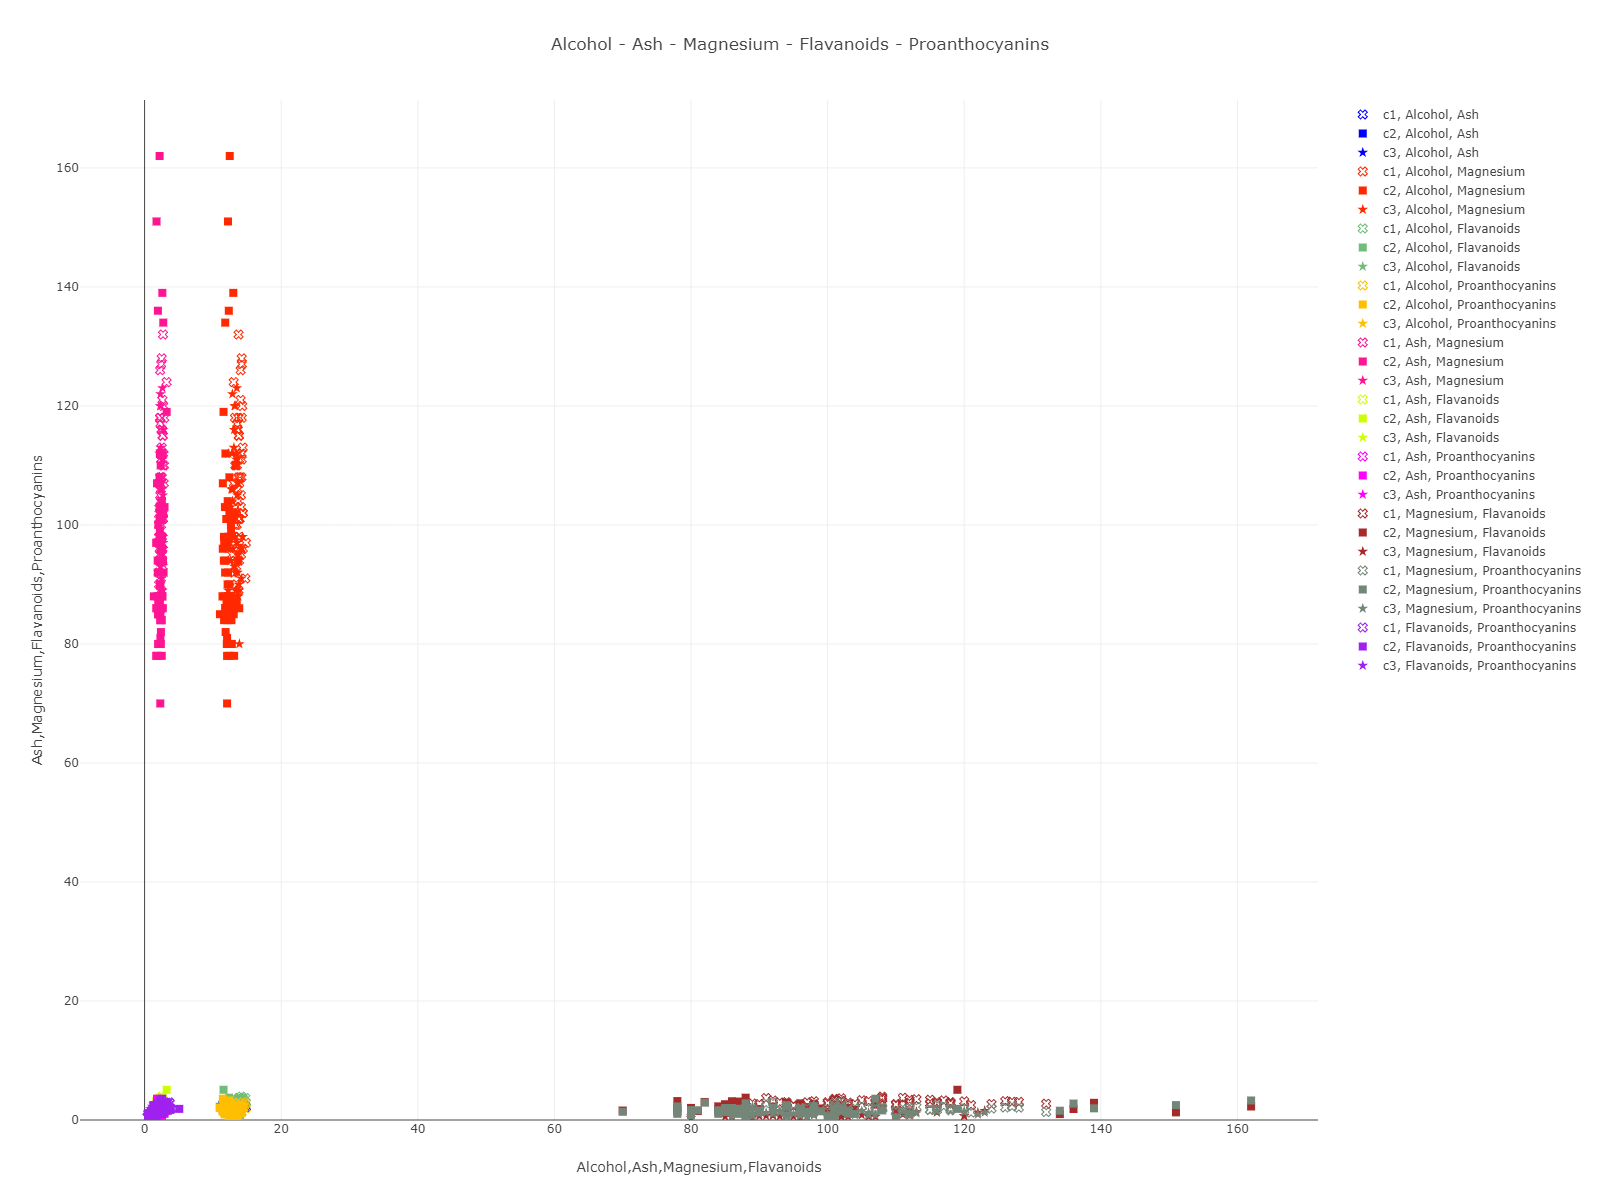 Alcohol - Ash - Magnesium - Flavanoids - Proanthocyanins
Ash,Magnesium,Flavanoids,Proanthocyanins
160
140
120
100
80
60
40
20
0
0 20 40 60 80 100 120 140 160
Alcohol,Ash,Magnesium,Flavanoids
c1, Alcohol, Ash
c2, Alcohol, Ash
c3, Alcohol, Ash
c1, Alcohol, Magnesium
c2, Alcohol, Magnesium
c3, Alcohol, Magnesium
c1, Alcohol, Flavanoids
c2, Alcohol, Flavanoids
c3, Alcohol, Flavanoids
c1, Alcohol, Proanthocyanins
c2, Alcohol, Proanthocyanins
c3, Alcohol, Proanthocyanins
c1, Ash, Magnesium
c2, Ash, Magnesium
c3, Ash, Magnesium
c1, Ash, Flavanoids
c2, Ash, Flavanoids
c3, Ash, Flavanoids
c1, Ash, Proanthocyanins
c2, Ash, Proanthocyanins
c3, Ash, Proanthocyanins
c1, Magnesium, Flavanoids
c2, Magnesium, Flavanoids
c3, Magnesium, Flavanoids
c1, Magnesium, Proanthocyanins
c2, Magnesium, Proanthocyanins
c3, Magnesium, Proanthocyanins
c1, Flavanoids, Proanthocyanins
c2, Flavanoids, Proanthocyanins
c3, Flavanoids, Proanthocyanins